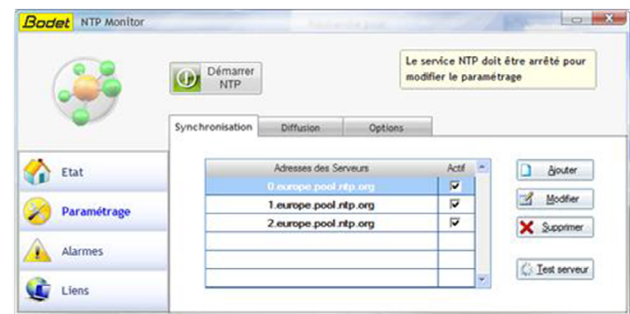 Bodet NTP Monitor
Démarrer
NTP
Le service NTP doit être arrêté pour
modifier le paramétrage
Synchronisation Diffusion Options
Etat
Paramétrage
Alarmes
Liens
Adresses des Serveurs Actif
0.europe.pool.ntp.org
1.europe.pool.ntp.org
2.europe.pool.ntp.org
Ajouter
Modifier
Supprimer
Test serveur